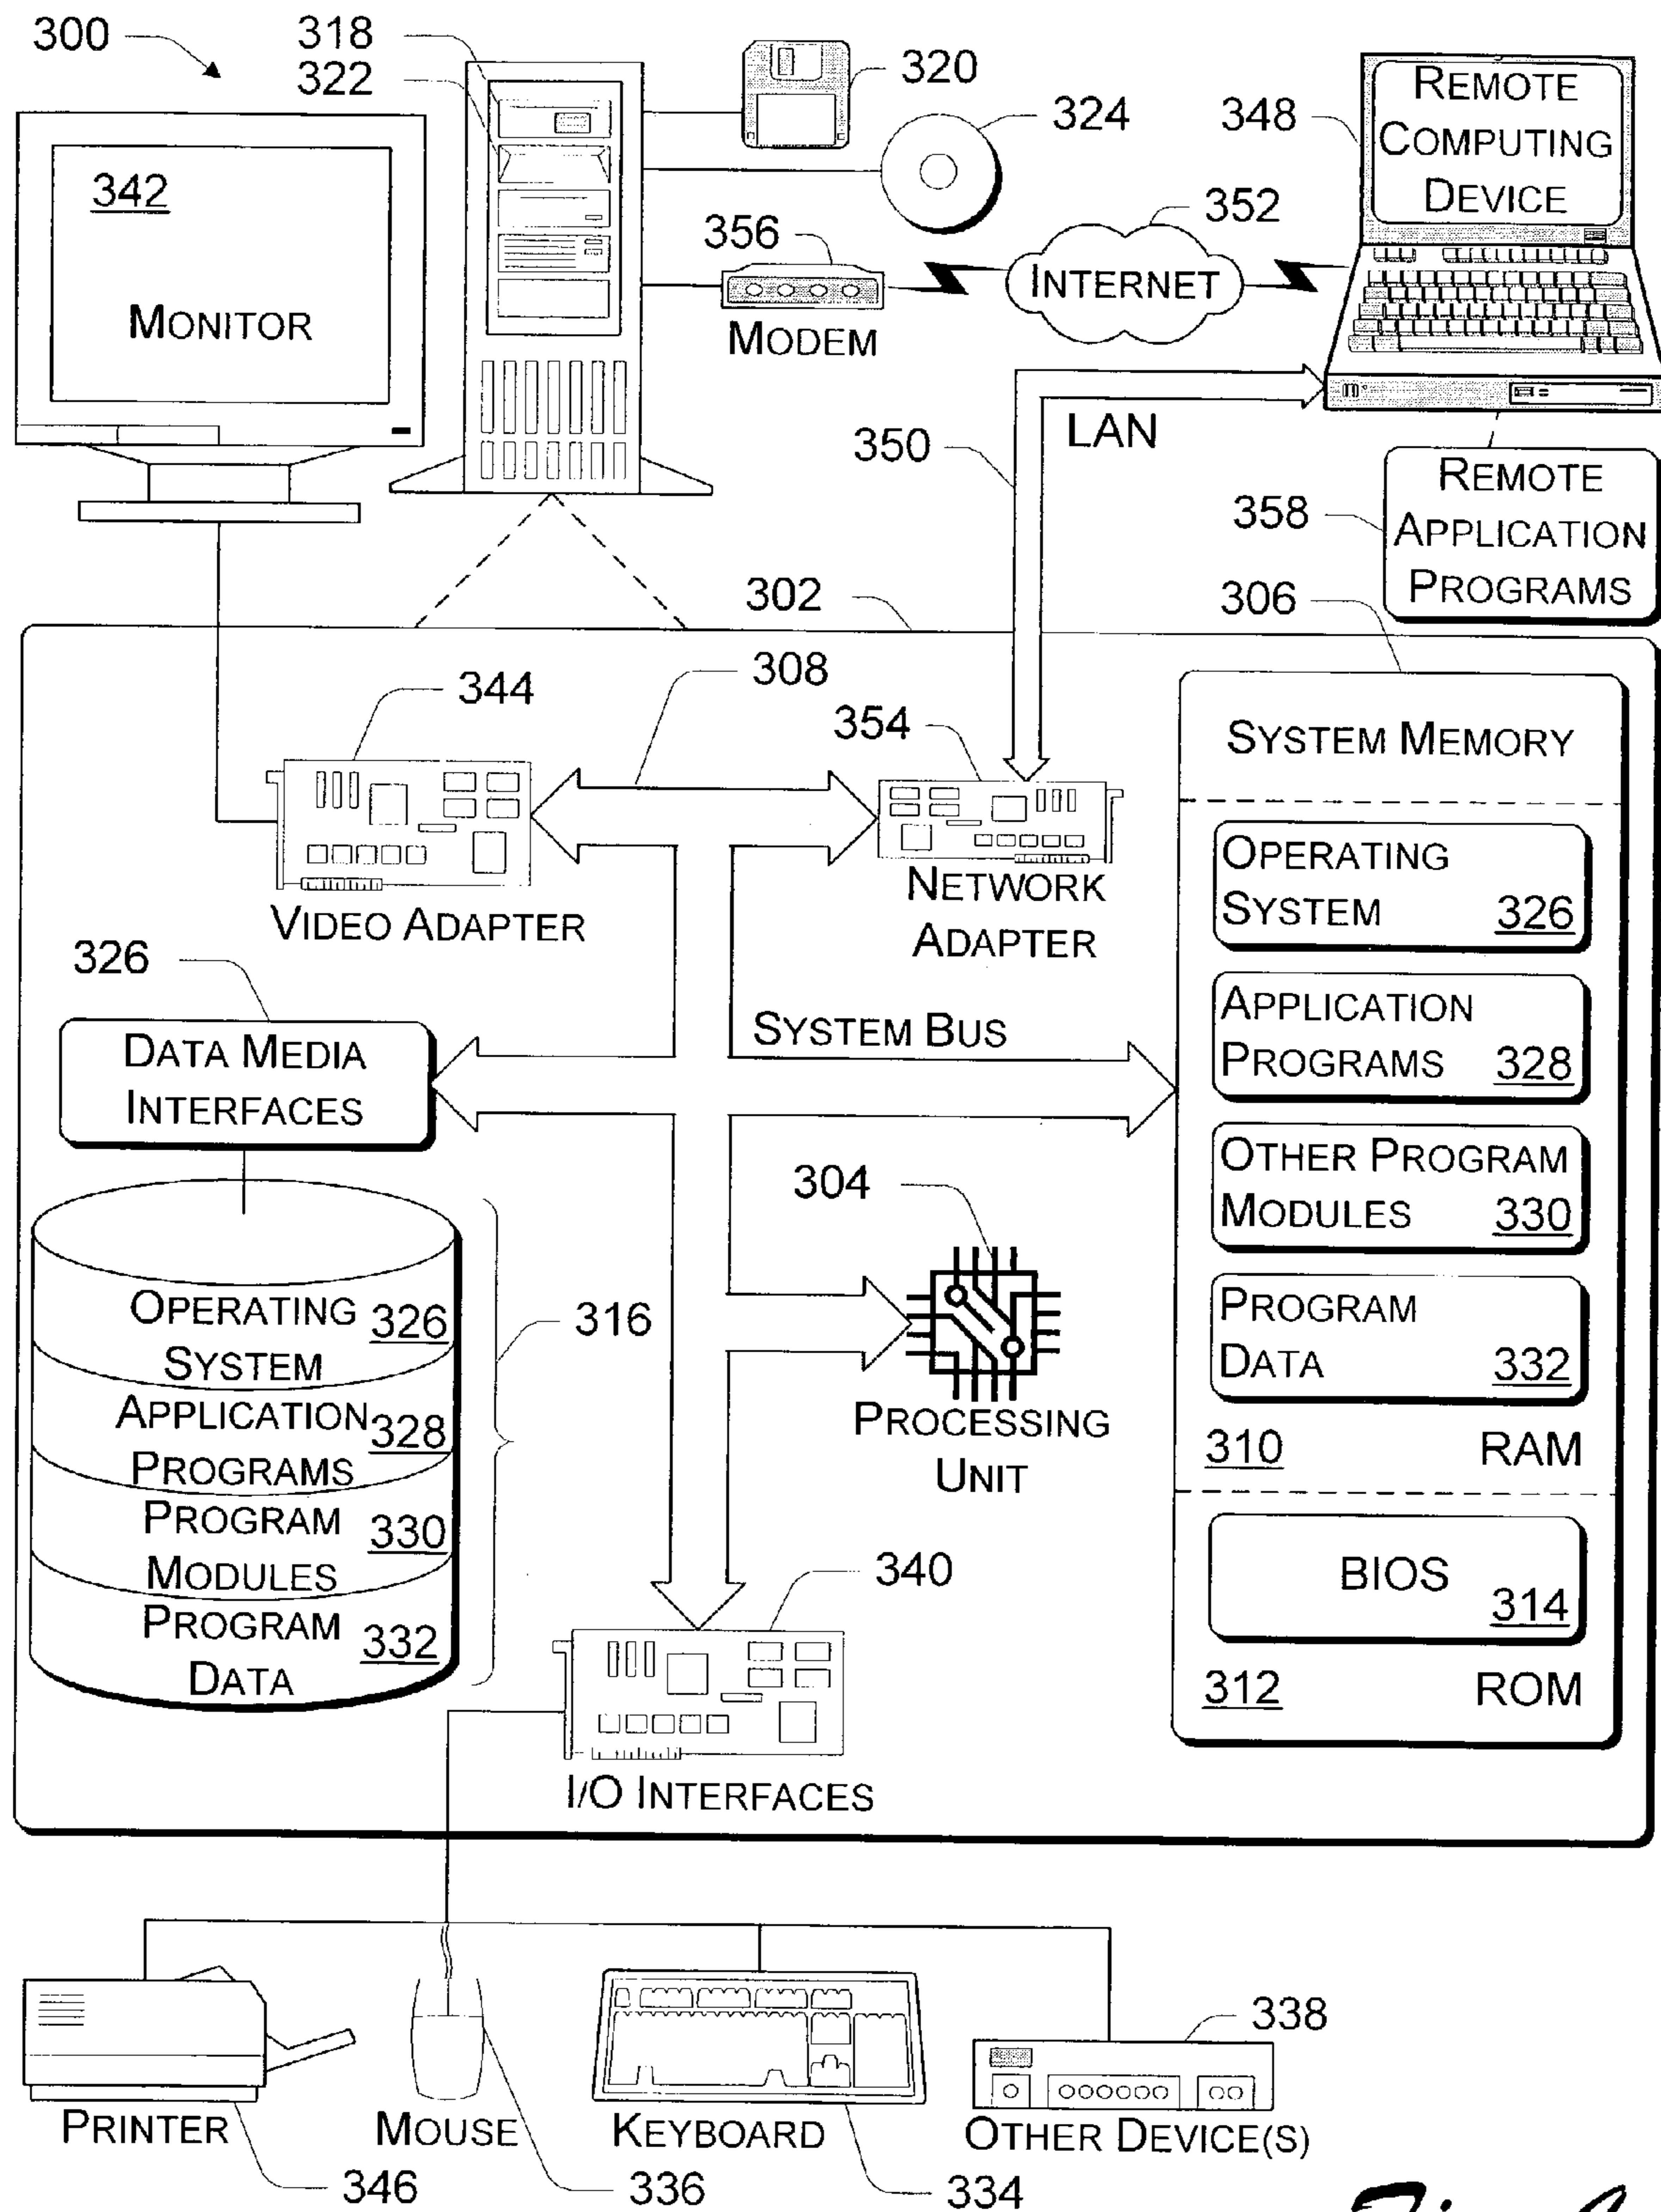 300
318
322
320
324
348
REMOTE
COMPUTING
DEVICE
342
MONITOR
356
MODEM
352
INTERNET
350
LAN
358
REMOTE
APPLICATION
PROGRAMS
302
306
344
308
354
VIDEO ADAPTER
NETWORK
ADAPTER
SYSTEM MEMORY
OPERATING
SYSTEM 326
APPLICATION
PROGRAMS 328
OTHER PROGRAM
MODULES 330
PROGRAM
DATA 332
310 RAM
BIOS
314
312 ROM
326
DATA MEDIA
INTERFACES
SYSTEM BUS
304
PROCESSING
UNIT
316
OPERATING 326
SYSTEM
APPLICATION 328
PROGRAMS
PROGRAM 330
MODULES
PROGRAM 332
DATA
340
I/O INTERFACES
PRINTER
346
MOUSE
336
KEYBOARD
334
338
OTHER DEVICE(S)